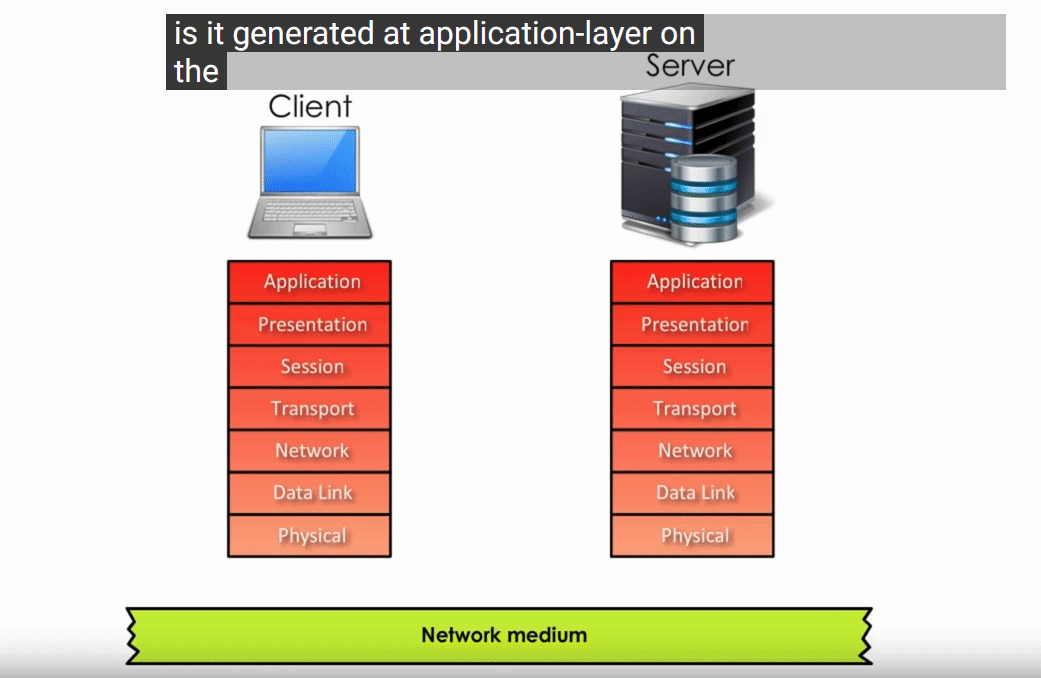 is it generated at application-layer on
the
Server
Client
Application
Presentation
Session
Transport
Network
Data Link
Physical
Application
Presentation
Session
Transport
Network
Data Link
Physical
Network medium